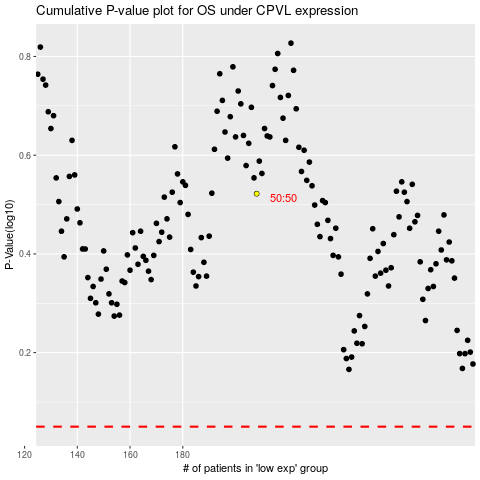 Cumulative P-value plot for OS under CPVL expression
P-Value(log10)
0.8
0.6
0.4
0.2
50:50
120 140 160 180
# of patients in 'low exp' group